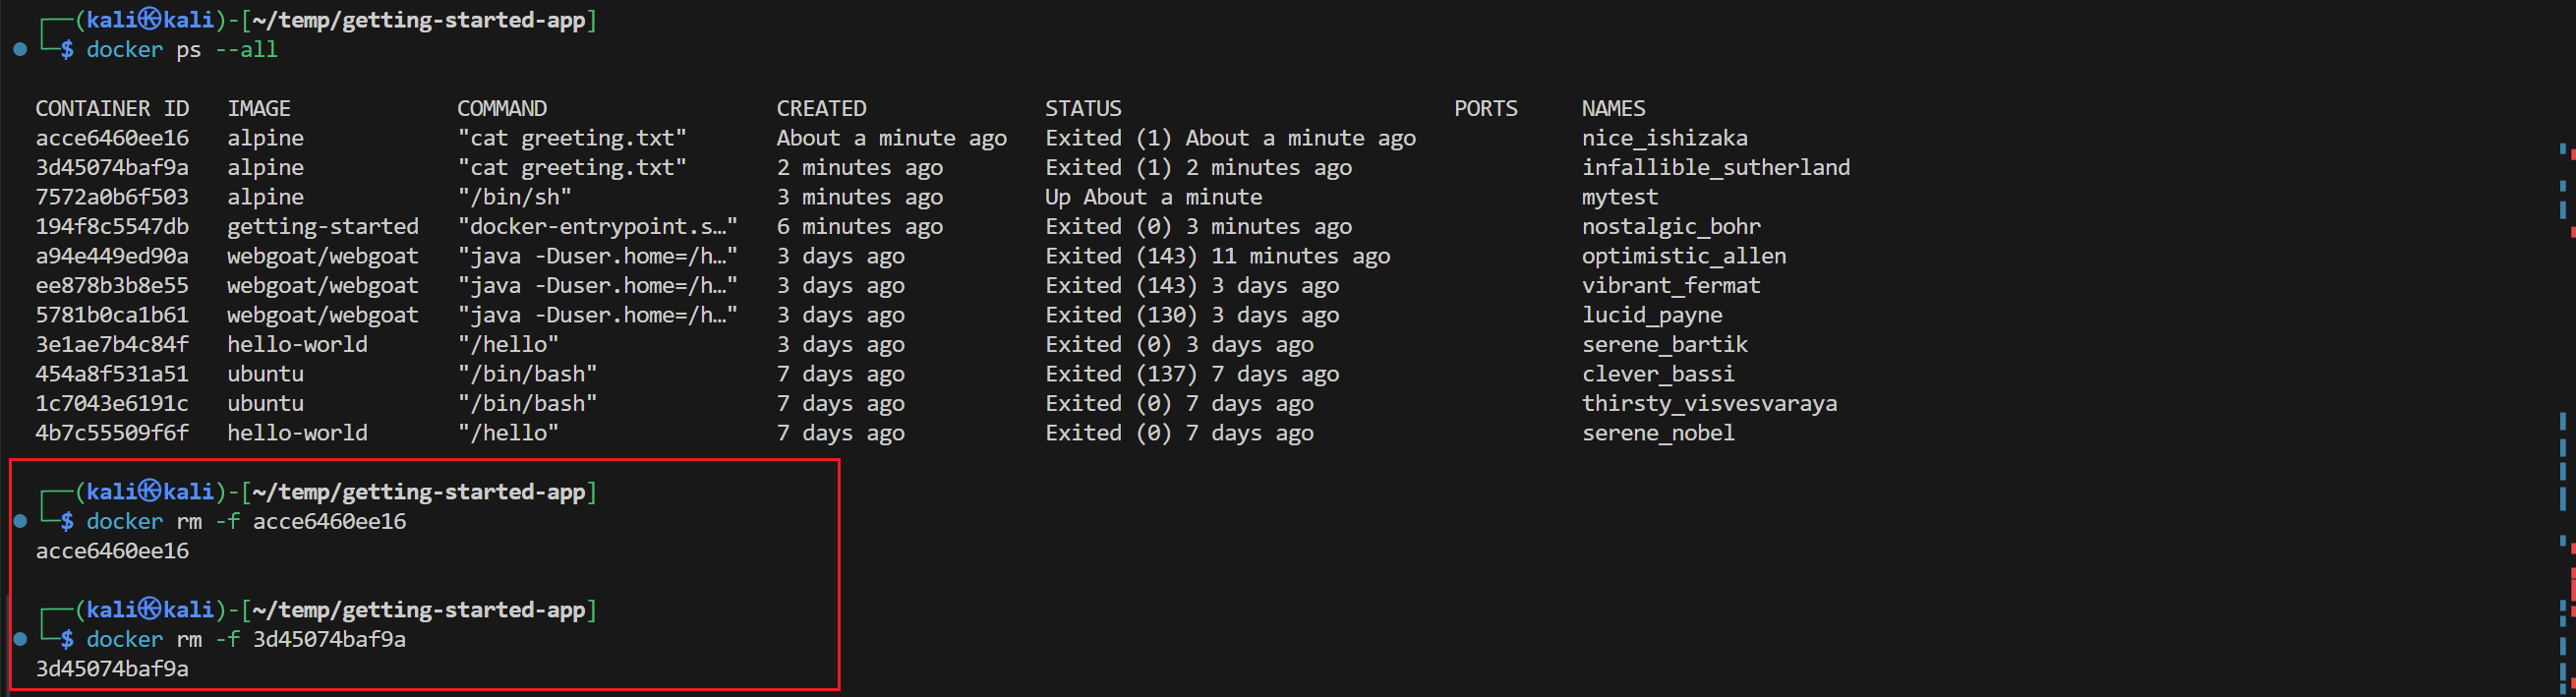 ┌──(kali㉿kali)-[~/temp/getting-started-app]
└─$ docker ps --all
CONTAINER ID   IMAGE             COMMAND                  CREATED              STATUS                          PORTS     NAMES
acce6460ee16   alpine            "cat greeting.txt"       About a minute ago   Exited (1) About a minute ago             nice_ishizaka
3d45074baf9a   alpine            "cat greeting.txt"       2 minutes ago        Exited (1) 2 minutes ago                  infallible_sutherland
7572a0b6f503   alpine            "/bin/sh"                3 minutes ago        Up About a minute                         mytest
194f8c5547db   getting-started   "docker-entrypoint.s…"   6 minutes ago        Exited (0) 3 minutes ago                  nostalgic_bohr
a94e449ed90a   webgoat/webgoat   "java -Duser.home=/h…"   3 days ago           Exited (143) 11 minutes ago               optimistic_allen
ee878b3b8e55   webgoat/webgoat   "java -Duser.home=/h…"   3 days ago           Exited (143) 3 days ago                   vibrant_fermat
5781b0ca1b61   webgoat/webgoat   "java -Duser.home=/h…"   3 days ago           Exited (130) 3 days ago                   lucid_payne
3e1ae7b4c84f   hello-world       "/hello"                 3 days ago           Exited (0) 3 days ago                     serene_bartik
454a8f531a51   ubuntu            "/bin/bash"              7 days ago           Exited (137) 7 days ago                   clever_bassi
1c7043e6191c   ubuntu            "/bin/bash"              7 days ago           Exited (0) 7 days ago                     thirsty_visvesvaraya
4b7c55509f6f   hello-world       "/hello"                 7 days ago           Exited (0) 7 days ago                     serene_nobel
┌──(kali㉿kali)-[~/temp/getting-started-app]
└─$ docker rm -f acce6460ee16
acce6460ee16
┌──(kali㉿kali)-[~/temp/getting-started-app]
└─$ docker rm -f 3d45074baf9a
3d45074baf9a